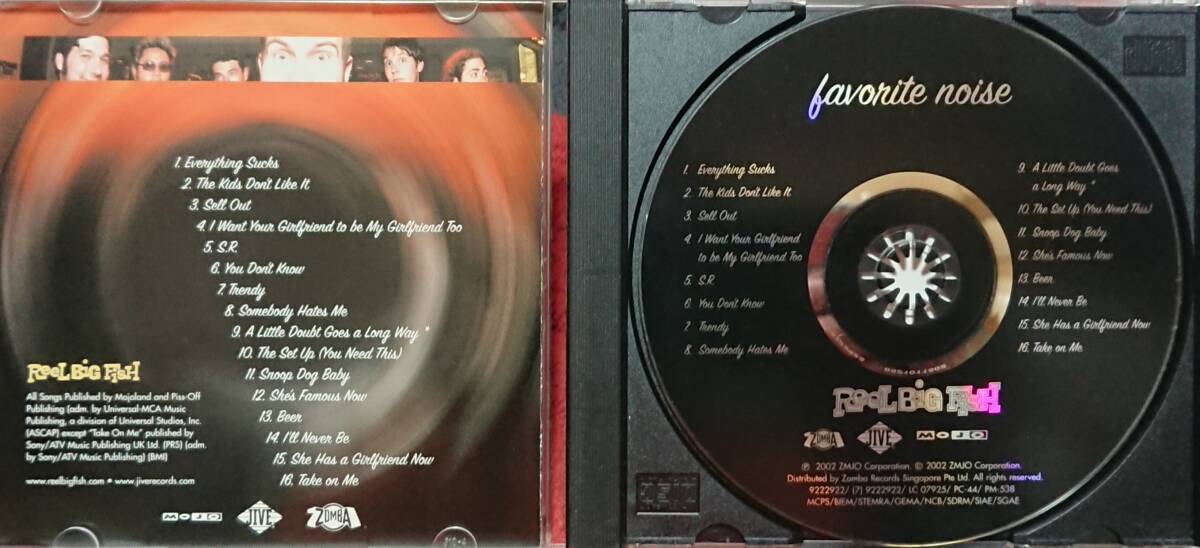 1. Everything Sucks
2. The Kids Don't Like It
3. Sell Out
4. I Want Your Girlfriend to be My Girlfriend Too
5. S.R.
6. You Don't Know
7. Trendy
8. Somebody Hates Me
9. A Little Doubt Goes a Long Way *
10. The Set Up (You Need This)
11. Snoop Dog Baby
12. She's Famous Now
13. Beer
14. I'll Never Be
15. She Has a Girlfriend Now
16. Take on Me
REEL BIG FISH
All Songs Published by Mojoland and Piss-Off
Publishing (adm. by Universal-MCA Music
Publishing, a division of Universal Studios, Inc.
(ASCAP) except "Take On Me" published by
Sony/ATV Music Publishing UK Ltd. (PRS) (adm.
by Sony/ATV Music Publishing) (BMI)
www.reelbigfish.com • www.jiverecords.com
MOJO JIVE ZOMBA
favorite noise
1. Everything Sucks
2. The Kids Don't Like It
3. Sell Out
4. I Want Your Girlfriend
to be My Girlfriend Too
5. S.R.
6. You Don't Know
7. Trendy
8. Somebody Hates Me
9. A Little Doubt Goes
a Long Way *
10. The Set Up (You Need This)
11. Snoop Dog Baby
12. She's Famous Now
13. Beer
14. I'll Never Be
15. She Has a Girlfriend Now
16. Take on Me
REEL BIG FISH
ZOMBA JIVE MOJO
℗ 2002 ZMJO Corporation. © 2002 ZMJO Corporation.
Distributed by Zomba Records Singapore Pte Ltd. All rights reserved.
9222922/ (7) 9222922/ LC 07925/ PC-44/ PM-538
MCPS/BIEM/STEMRA/GEMA/NCB/SDRM/SIAE/SGAE